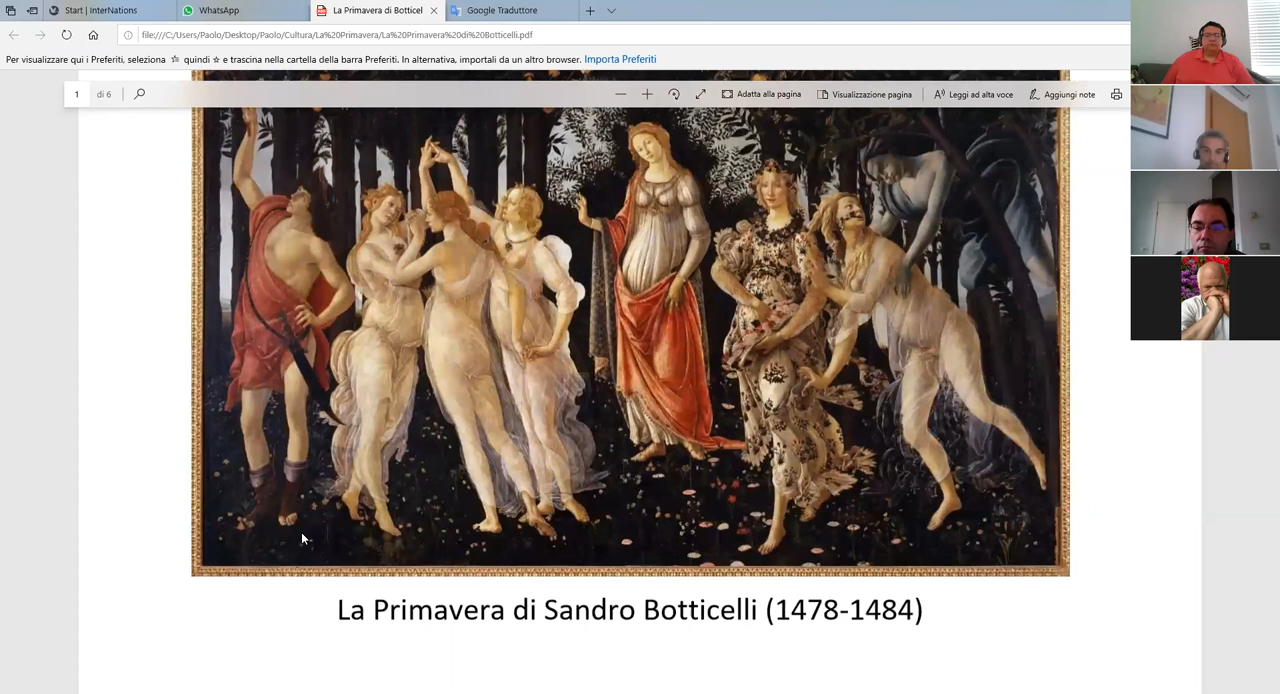 Start | InterNations
WhatsApp
La Primavera di Botticel
Google Traduttore
file:///C:/Users/Paolo/Desktop/Paolo/Cultura/La%20Primavera/La%20Primavera%20di%20Botticelli.pdf
Per visualizzare qui i Preferiti, seleziona quindi e trascina nella cartella della barra Preferiti. In alternativa, importali da un altro browser. Importa Preferiti
1 di 6 Adatta alla pagina Visualizzazione pagina Leggi ad alta voce Aggiungi note
La Primavera di Sandro Botticelli (1478-1484)